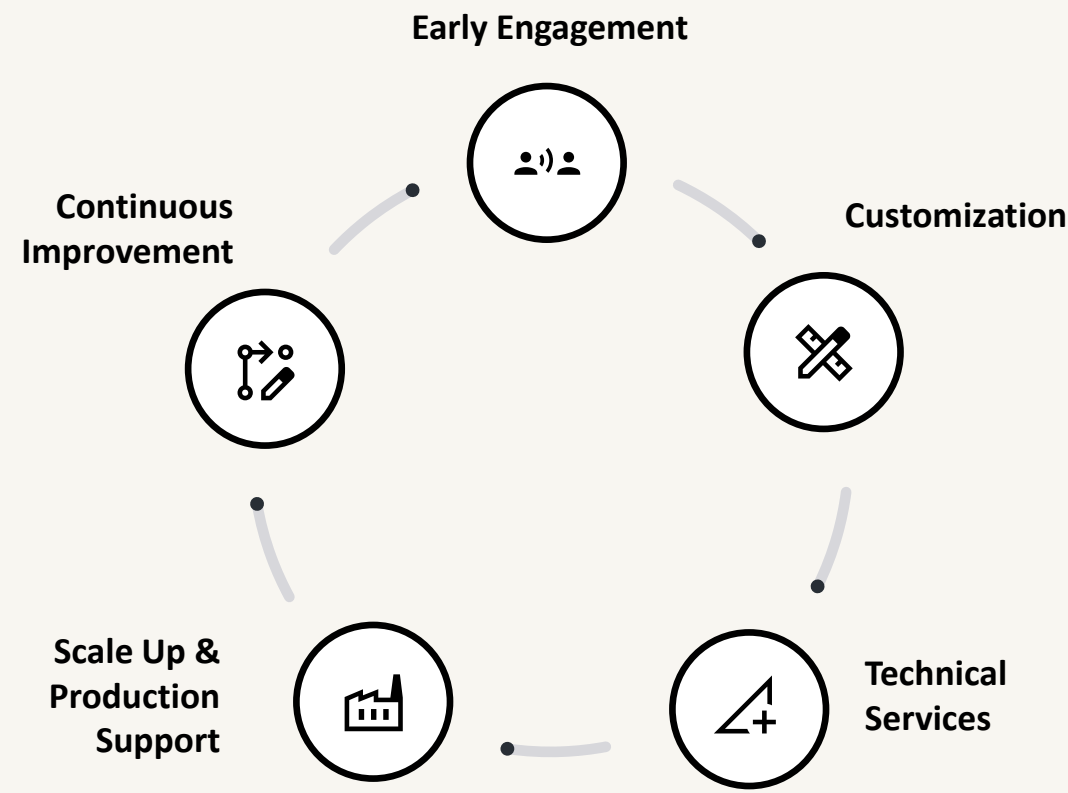 Early Engagement
Customization
Technical
Services
Scale Up &
Production
Support
Continuous
Improvement